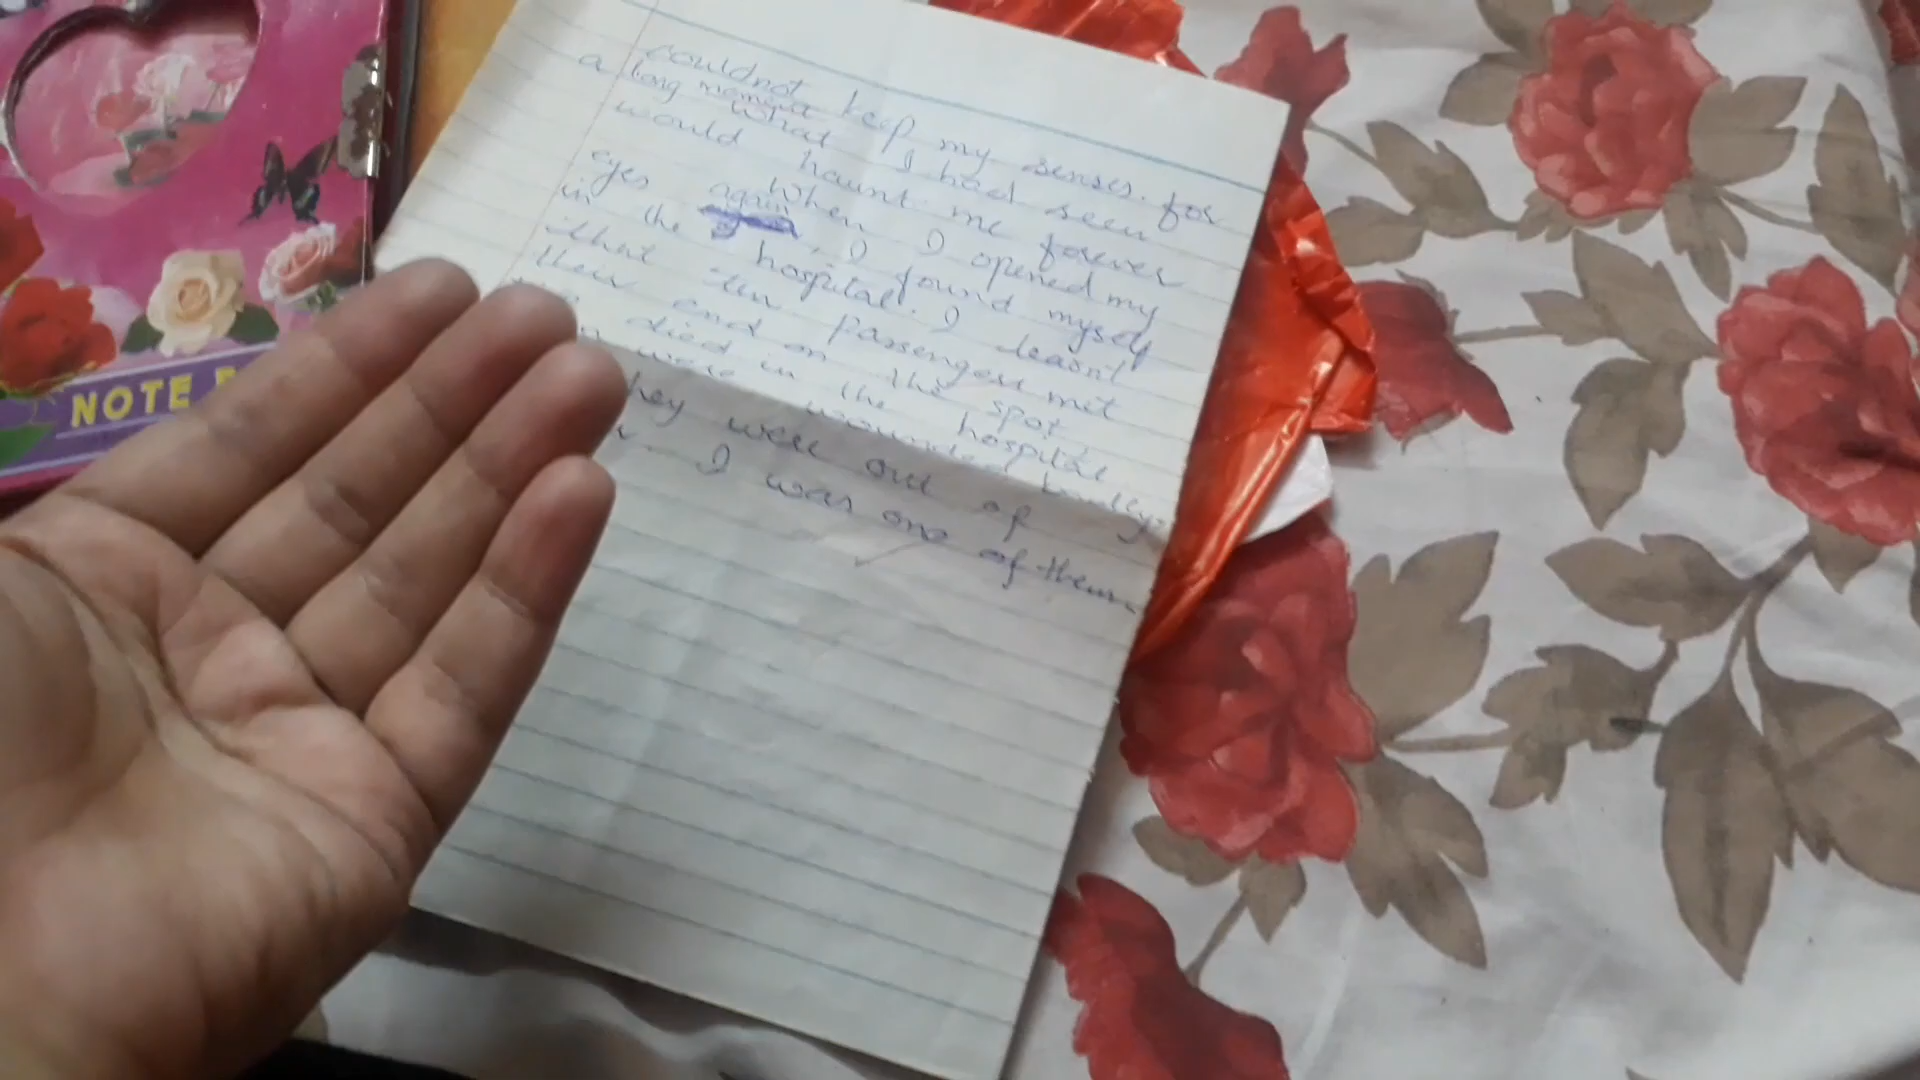 NOTE
couldnot keep my senses. for
a long moment what I had seen
would haunt me forever
When I opened my
eyes again, I found myself
in the hospital. I learnt
that ten passengers met
their end on the spot,
died in the hospital
were wounded badly
they were out of
I was one of them